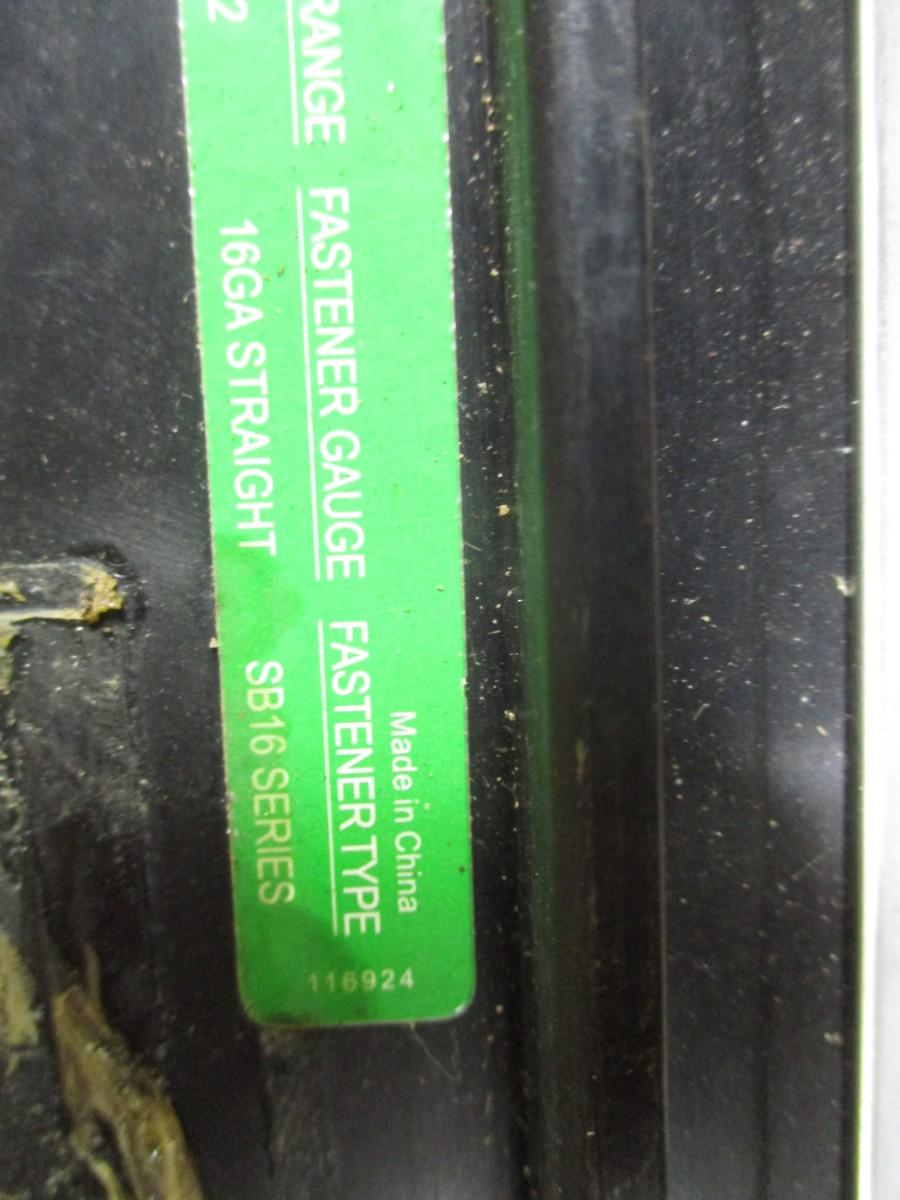 Made in China
RANGE FASTENER GAUGE FASTENER TYPE
2 16GA STRAIGHT SB16 SERIES
116924